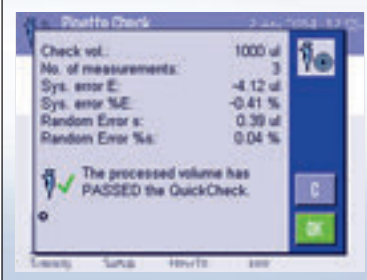 Pipette Check
Check vol.: 1000 ul
No. of measurements: 3
Sys. error E: -4.12 ul
Sys. error %E: -0.41 %
Random Error s: 0.39 ul
Random Error %s: 0.04 %
The processed volume has
PASSED the QuickCheck.
C
OK